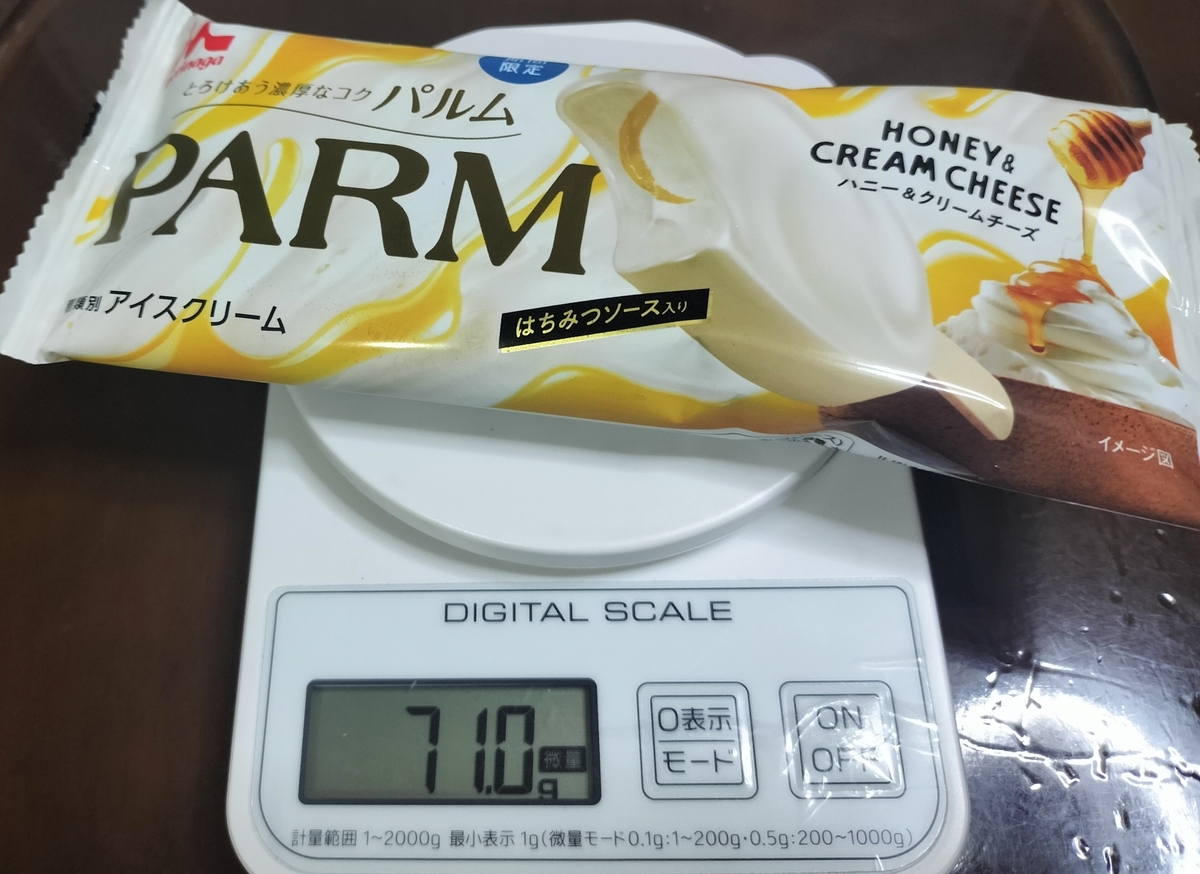 限定
とろけあう濃厚なコク パルム
PARM
種類別 アイスクリーム
はちみつソース入り
HONEY &
CREAM CHEESE
ハニー&クリームチーズ
イメージ図
DIGITAL SCALE
71.0 微量 g
0表示
モード
ON
OFF
計量範囲 1~2000g 最小表示 1g(微量モード0.1g:1~200g・0.5g:200~1000g)